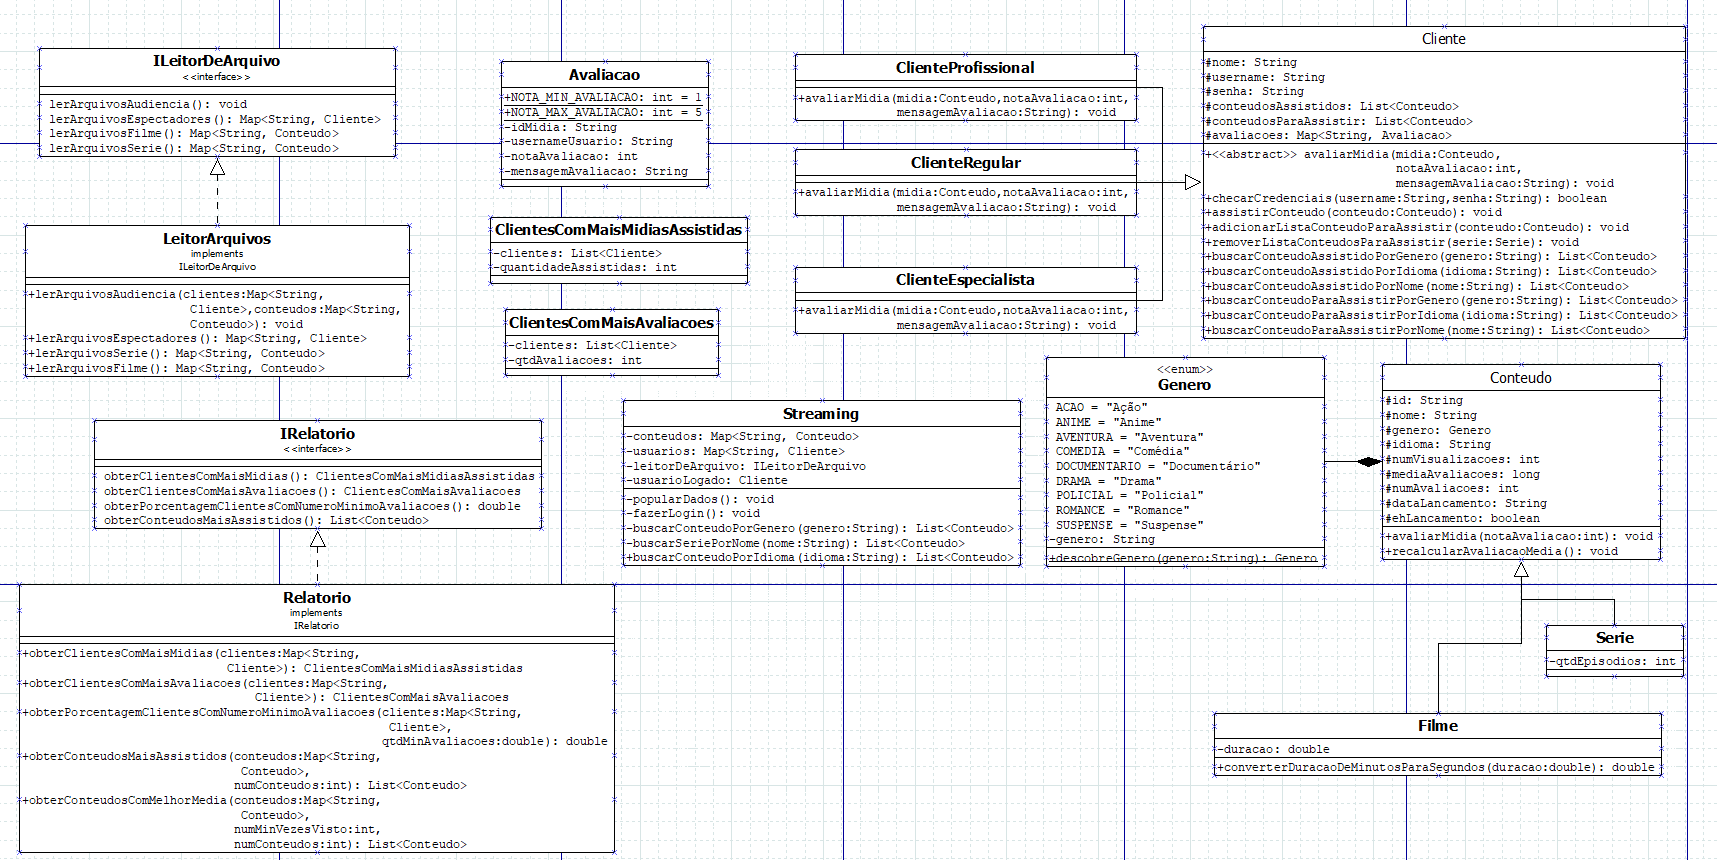 ILeitorDeArquivo
<<interface>>
lerArquivosAudiencia(): void
lerArquivosEspectadores(): Map<String, Cliente>
lerArquivosFilme(): Map<String, Conteudo>
lerArquivosSerie(): Map<String, Conteudo>
LeitorArquivos
implements
ILeitorDeArquivo
+lerArquivosAudiencia(clientes:Map<String,
Cliente>,conteudos:Map<String,
Conteudo>): void
+lerArquivosEspectadores(): Map<String, Cliente>
+lerArquivosSerie(): Map<String, Conteudo>
+lerArquivosFilme(): Map<String, Conteudo>
IRelatorio
<<interface>>
obterClientesComMaisMidias(): ClientesComMaisMidiasAssistidas
obterClientesComMaisAvaliacoes(): ClientesComMaisAvaliacoes
obterPorcentagemClientesComNumeroMinimoAvaliacoes(): double
obterConteudosMaisAssistidos(): List<Conteudo>
Relatorio
implements
IRelatorio
+obterClientesComMaisMidias(clientes:Map<String,
Cliente>): ClientesComMaisMidiasAssistidas
+obterClientesComMaisAvaliacoes(clientes:Map<String,
Cliente>): ClientesComMaisAvaliacoes
+obterPorcentagemClientesComNumeroMinimoAvaliacoes(clientes:Map<String,
Cliente>,
qtdMinAvaliacoes:double): double
+obterConteudosMaisAssistidos(conteudos:Map<String,
Conteudo>,
numConteudos:int): List<Conteudo>
+obterConteudosComMelhorMedia(conteudos:Map<String,
Conteudo>,
numMinVezesVisto:int,
numConteudos:int): List<Conteudo>
Avaliacao
+NOTA_MIN_AVALIACAO: int = 1
+NOTA_MAX_AVALIACAO: int = 5
-idMidia: String
-usernameUsuario: String
-notaAvaliacao: int
-mensagemAvaliacao: String
ClientesComMaisMidiasAssistidas
-clientes: List<Cliente>
-quantidadeAssistidas: int
ClientesComMaisAvaliacoes
-clientes: List<Cliente>
-qtdAvaliacoes: int
Streaming
-conteudos: Map<String, Conteudo>
-usuarios: Map<String, Cliente>
-leitorDeArquivo: ILeitorDeArquivo
-usuarioLogado: Cliente
-popularDados(): void
-fazerLogin(): void
-buscarConteudoPorGenero(genero:String): List<Conteudo>
-buscarSeriePorNome(nome:String): List<Conteudo>
+buscarConteudoPorIdioma(idioma:String): List<Conteudo>
ClienteProfissional
+avaliarMidia(midia:Conteudo,notaAvaliacao:int,
mensagemAvaliacao:String): void
ClienteRegular
+avaliarMidia(midia:Conteudo,notaAvaliacao:int,
mensagemAvaliacao:String): void
ClienteEspecialista
+avaliarMidia(midia:Conteudo,notaAvaliacao:int,
mensagemAvaliacao:String): void
Cliente
#nome: String
#username: String
#senha: String
#conteudosAssistidos: List<Conteudo>
#conteudosParaAssistir: List<Conteudo>
#avaliacoes: Map<String, Avaliacao>
+<<abstract>> avaliarMidia(midia:Conteudo,
notaAvaliacao:int,
mensagemAvaliacao:String): void
+checarCredenciais(username:String,senha:String): boolean
+assistirConteudo(conteudo:Conteudo): void
+adicionarListaConteudoParaAssistir(conteudo:Conteudo): void
+removerListaConteudosParaAssistir(serie:Serie): void
+buscarConteudoAssistidoPorGenero(genero:String): List<Conteudo>
+buscarConteudoAssistidoPorIdioma(idioma:String): List<Conteudo>
+buscarConteudoAssistidoPorNome(nome:String): List<Conteudo>
+buscarConteudoParaAssistirPorGenero(genero:String): List<Conteudo>
+buscarConteudoParaAssistirPorIdioma(idioma:String): List<Conteudo>
+buscarConteudoParaAssistirPorNome(nome:String): List<Conteudo>
<<enum>>
Genero
ACAO = "Ação"
ANIME = "Anime"
AVENTURA = "Aventura"
COMEDIA = "Comédia"
DOCUMENTARIO = "Documentário"
DRAMA = "Drama"
POLICIAL = "Policial"
ROMANCE = "Romance"
SUSPENSE = "Suspense"
-genero: String
+descobreGenero(genero:String): Genero
Conteudo
#id: String
#nome: String
#genero: Genero
#idioma: String
#numVisualizacoes: int
#mediaAvaliacoes: long
#numAvaliacoes: int
#dataLancamento: String
#ehLancamento: boolean
+avaliarMidia(notaAvaliacao:int): void
+recalcularAvaliacaoMedia(): void
Serie
-qtdEpisodios: int
Filme
-duracao: double
+converterDuracaoDeMinutosParaSegundos(duracao:double): double